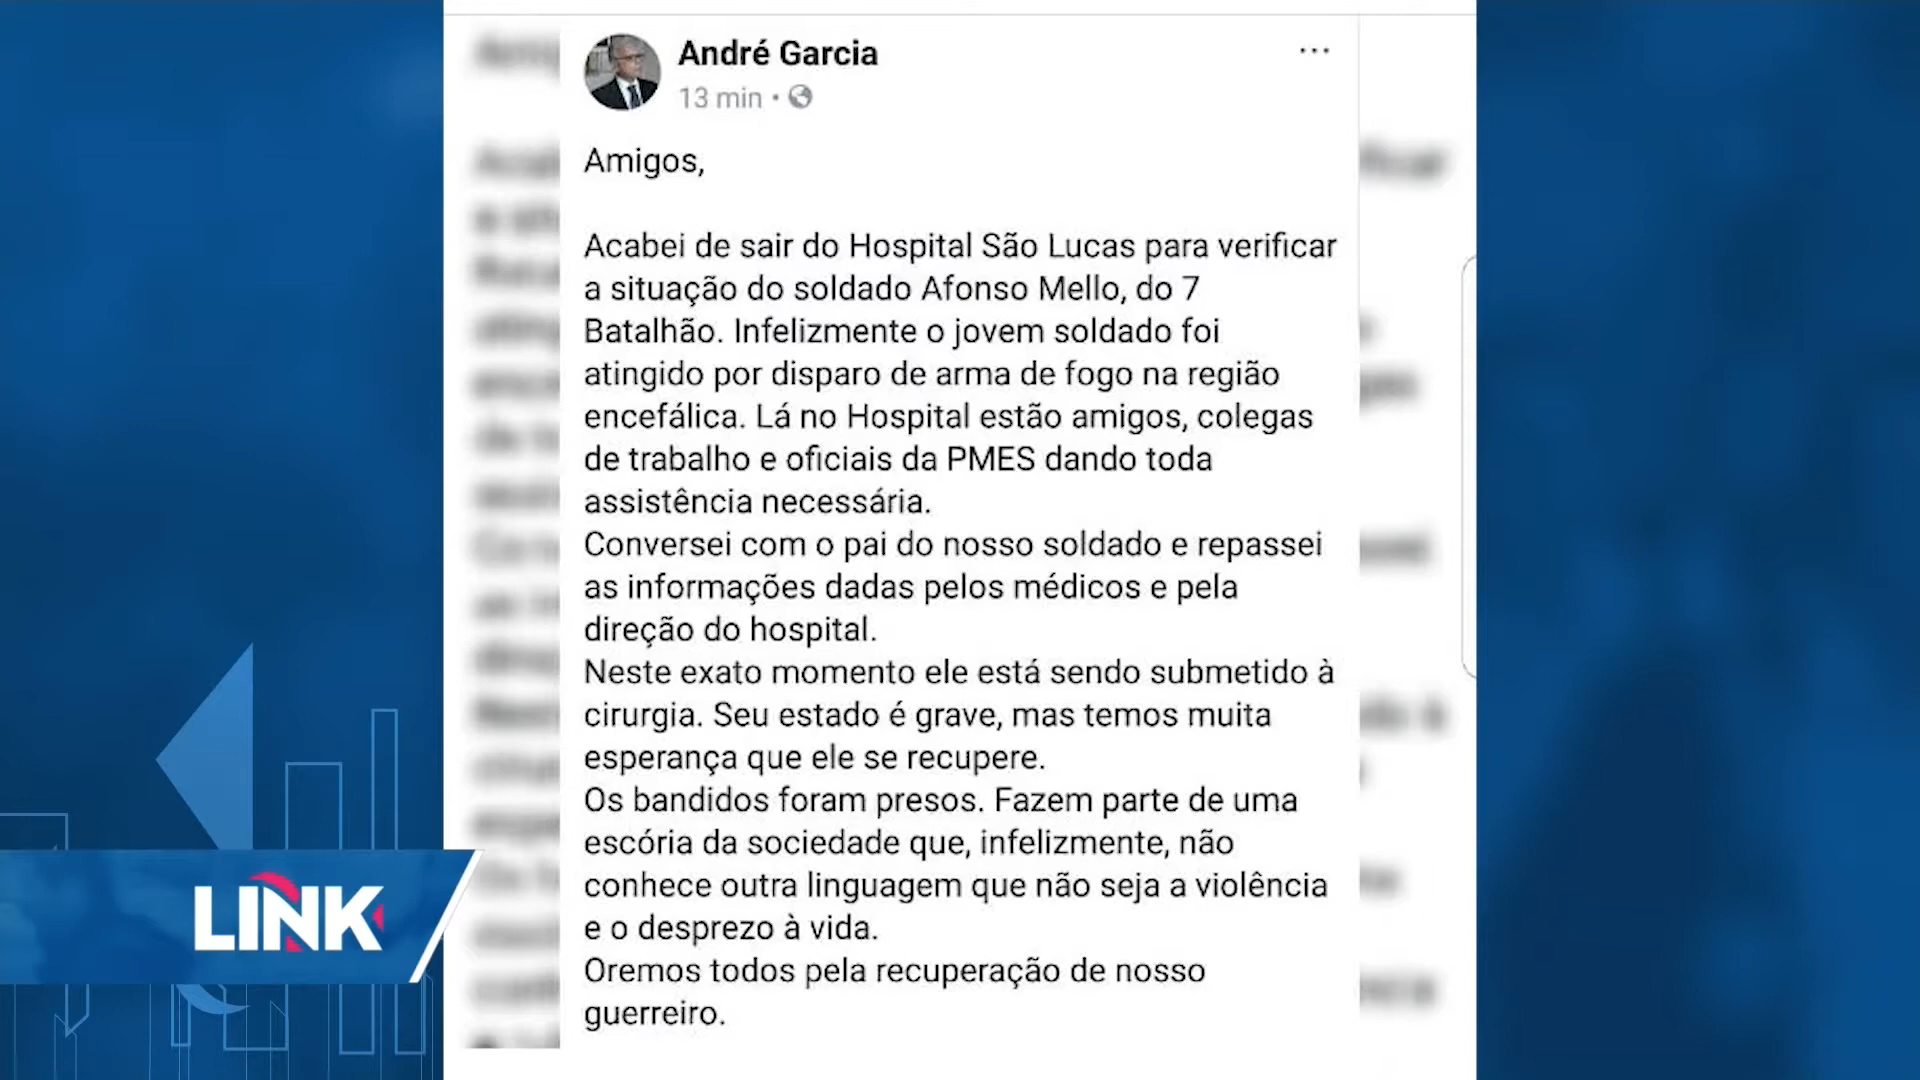 André Garcia
13 min
Amigos,
Acabei de sair do Hospital São Lucas para verificar
a situação do soldado Afonso Mello, do 7
Batalhão. Infelizmente o jovem soldado foi
atingido por disparo de arma de fogo na região
encefálica. Lá no Hospital estão amigos, colegas
de trabalho e oficiais da PMES dando toda
assistência necessária.
Conversei com o pai do nosso soldado e repassei
as informações dadas pelos médicos e pela
direção do hospital.
Neste exato momento ele está sendo submetido à
cirurgia. Seu estado é grave, mas temos muita
esperança que ele se recupere.
Os bandidos foram presos. Fazem parte de uma
escória da sociedade que, infelizmente, não
conhece outra linguagem que não seja a violência
e o desprezo à vida.
Oremos todos pela recuperação de nosso
guerreiro.
LINK